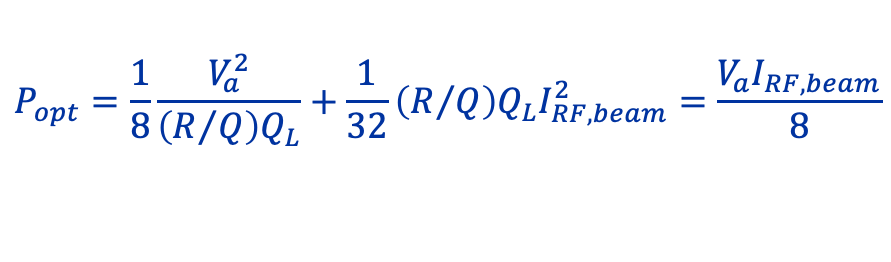 P_opt = 1/8 V_a^2/((R/Q)Q_L) + 1/32 (R/Q)Q_L I_RF,beam^2 = V_a I_RF,beam/8